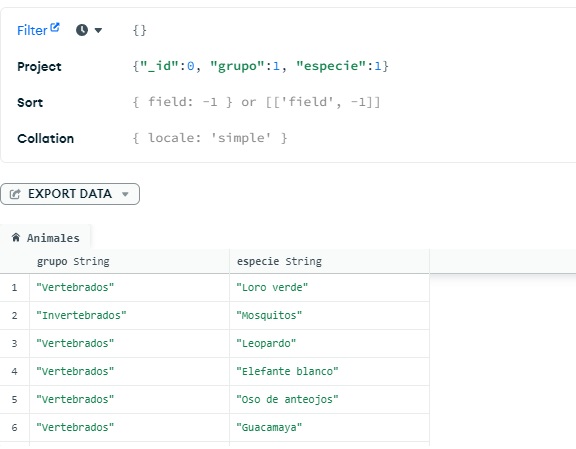 Filter {}
Project {"_id":0, "grupo":1, "especie":1}
Sort { field: -1 } or [['field', -1]]
Collation { locale: 'simple' }
EXPORT DATA
Animales
grupo String especie String
1 "Vertebrados" "Loro verde"
2 "Invertebrados" "Mosquitos"
3 "Vertebrados" "Leopardo"
4 "Vertebrados" "Elefante blanco"
5 "Vertebrados" "Oso de anteojos"
6 "Vertebrados" "Guacamaya"